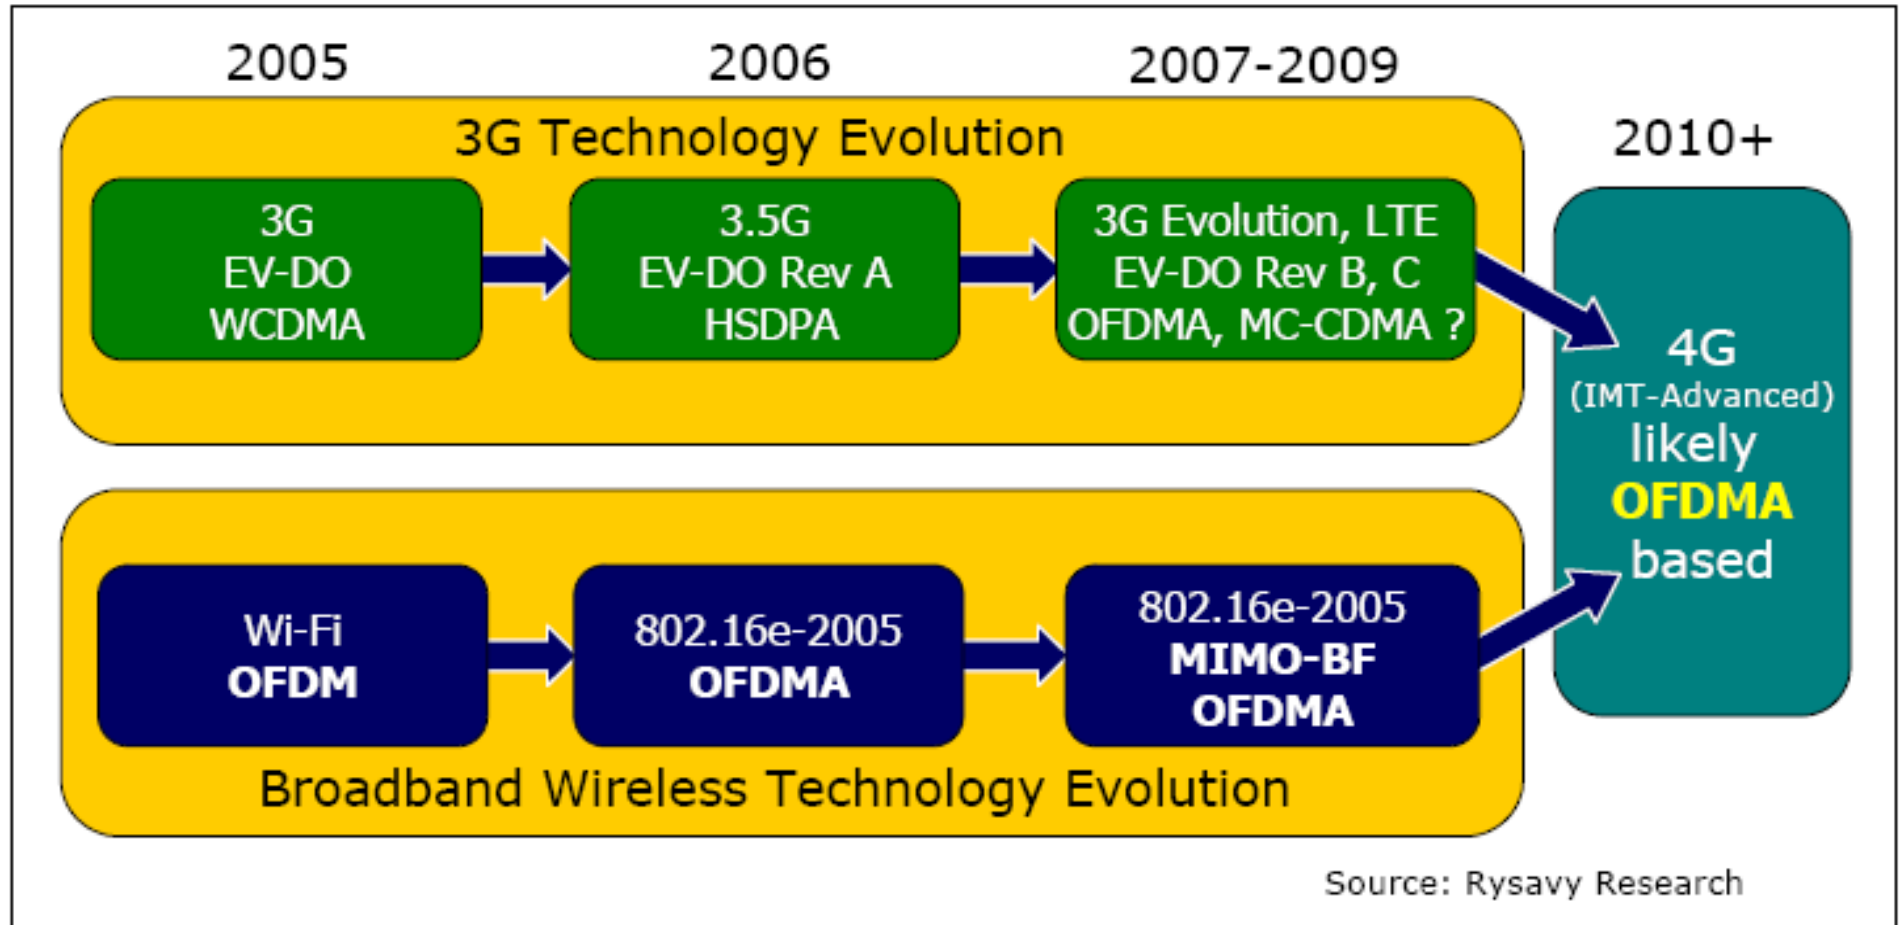 2005
2006
2007-2009
2010+
3G Technology Evolution
3G
EV-DO
WCDMA
3.5G
EV-DO Rev A
HSDPA
3G Evolution, LTE
EV-DO Rev B, C
OFDMA, MC-CDMA ?
4G
(IMT-Advanced)
likely
OFDMA
based
Wi-Fi
OFDM
802.16e-2005
OFDMA
802.16e-2005
MIMO-BF
OFDMA
Broadband Wireless Technology Evolution
Source: Rysavy Research